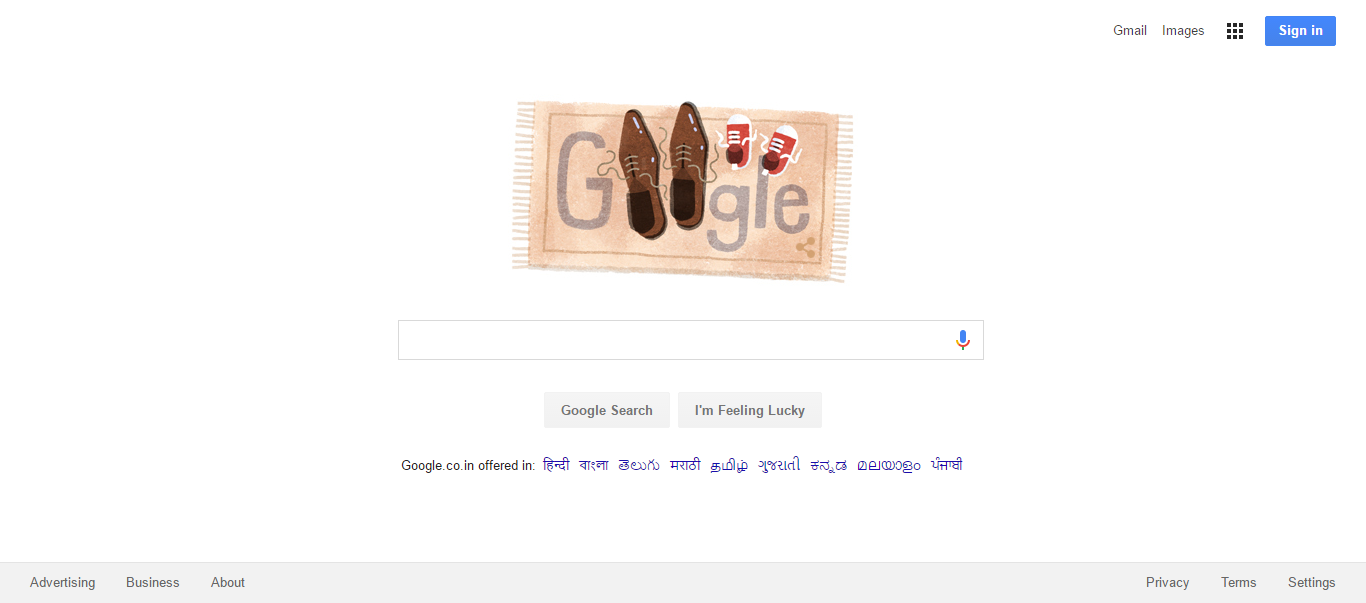 Gmail Images Sign in
Google
Google Search I'm Feeling Lucky
Google.co.in offered in: हिन्दी বাংলা తెలుగు मराठी தமிழ் ગુજરાતી ಕನ್ನಡ മലയാളം ਪੰਜਾਬੀ
Advertising Business About Privacy Terms Settings